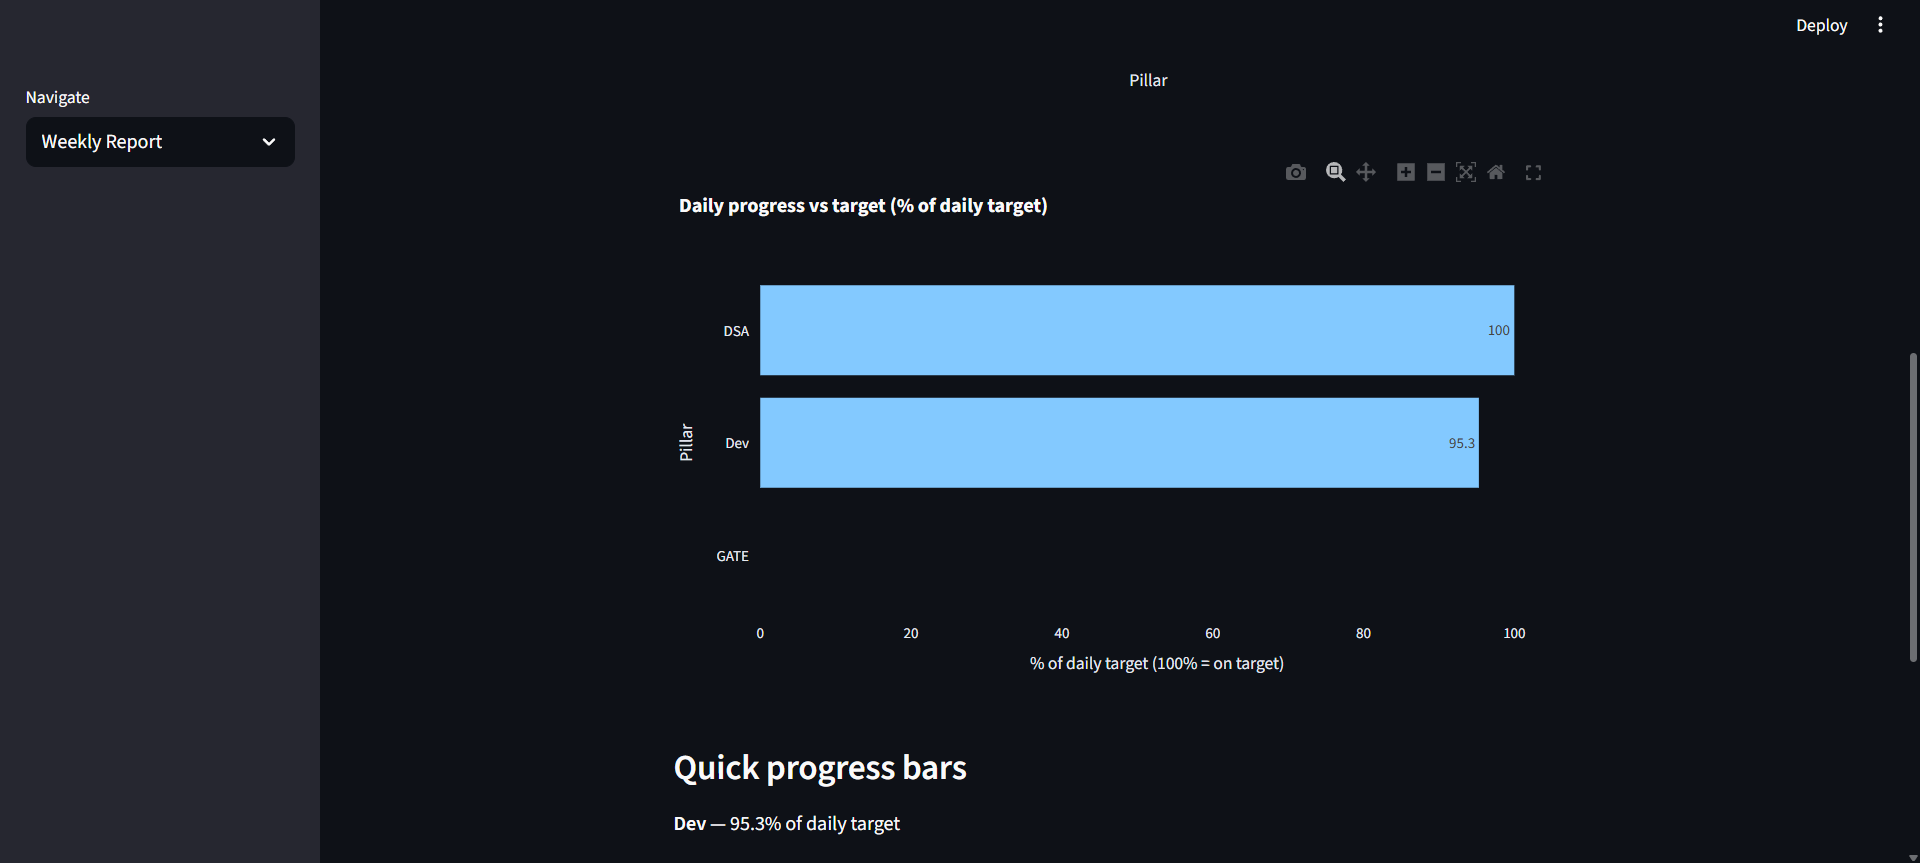 Deploy
Navigate
Weekly Report
Pillar
Daily progress vs target (% of daily target)
DSA
100
Pillar
Dev
95.3
GATE
0 20 40 60 80 100
% of daily target (100% = on target)
Quick progress bars
Dev — 95.3% of daily target